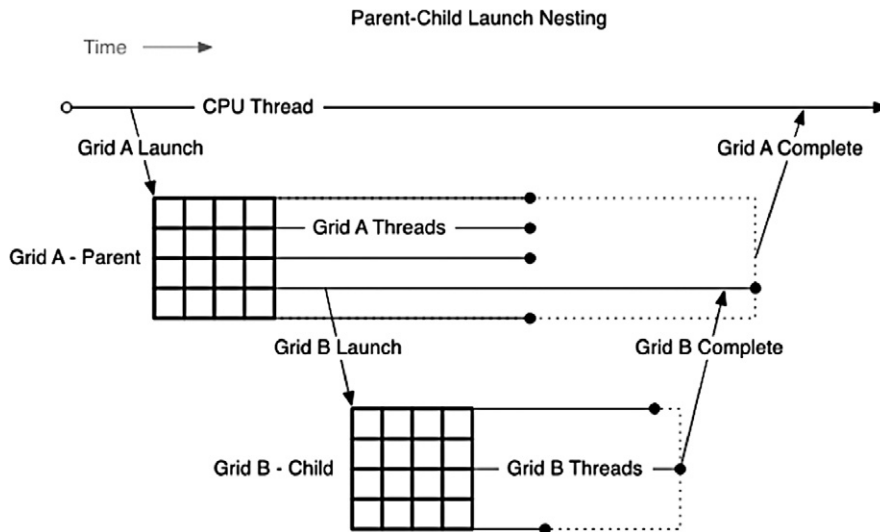 Parent-Child Launch Nesting
Time
CPU Thread
Grid A Launch
Grid A Complete
Grid A Threads
Grid A - Parent
Grid B Launch
Grid B Complete
Grid B - Child
Grid B Threads